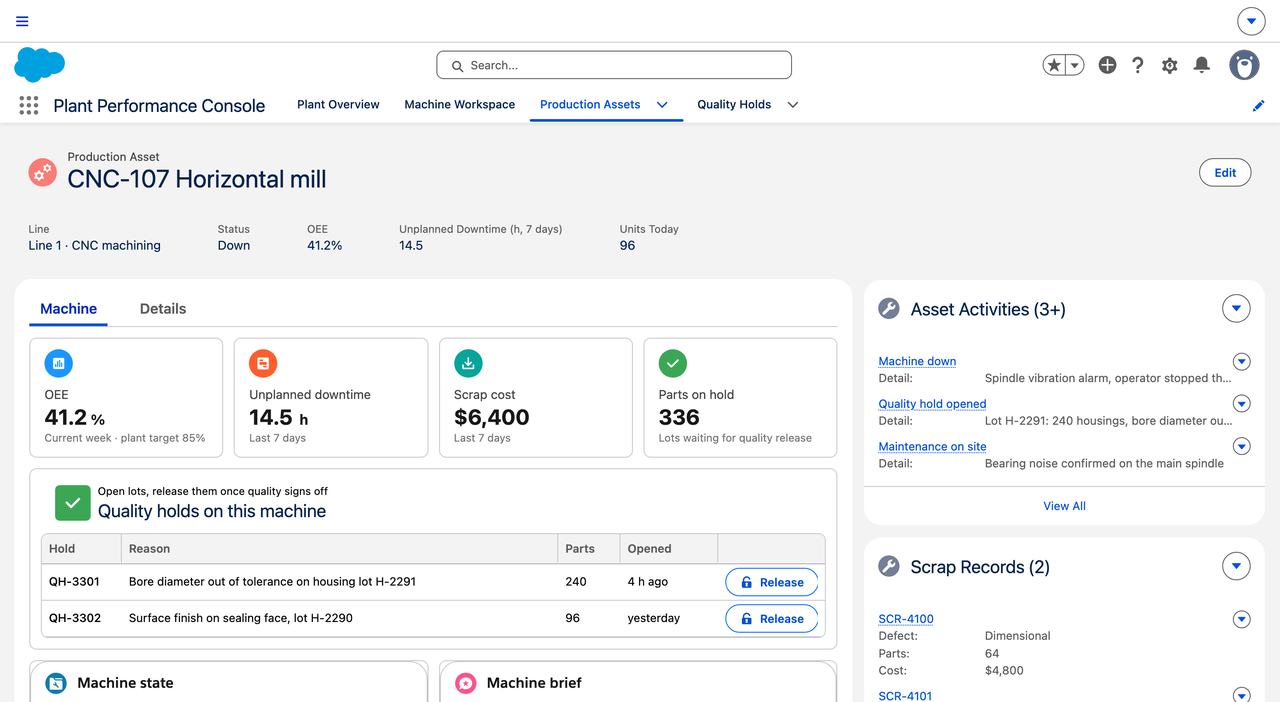 Search...
Plant Performance Console
Plant Overview
Machine Workspace
Production Assets
Quality Holds
Production Asset
CNC-107 Horizontal mill
Edit
Line
Line 1 · CNC machining
Status
Down
OEE
41.2%
Unplanned Downtime (h, 7 days)
14.5
Units Today
96
Machine
Details
OEE
41.2 %
Current week · plant target 85%
Unplanned downtime
14.5 h
Last 7 days
Scrap cost
$6,400
Last 7 days
Parts on hold
336
Lots waiting for quality release
Open lots, release them once quality signs off
Quality holds on this machine
Hold Reason Parts Opened
QH-3301 Bore diameter out of tolerance on housing lot H-2291 240 4 h ago Release
QH-3302 Surface finish on sealing face, lot H-2290 96 yesterday Release
Machine state
Machine brief
Asset Activities (3+)
Machine down
Detail: Spindle vibration alarm, operator stopped th...
Quality hold opened
Detail: Lot H-2291: 240 housings, bore diameter ou...
Maintenance on site
Detail: Bearing noise confirmed on the main spindle
View All
Scrap Records (2)
SCR-4100
Defect: Dimensional
Parts: 64
Cost: $4,800
SCR-4101